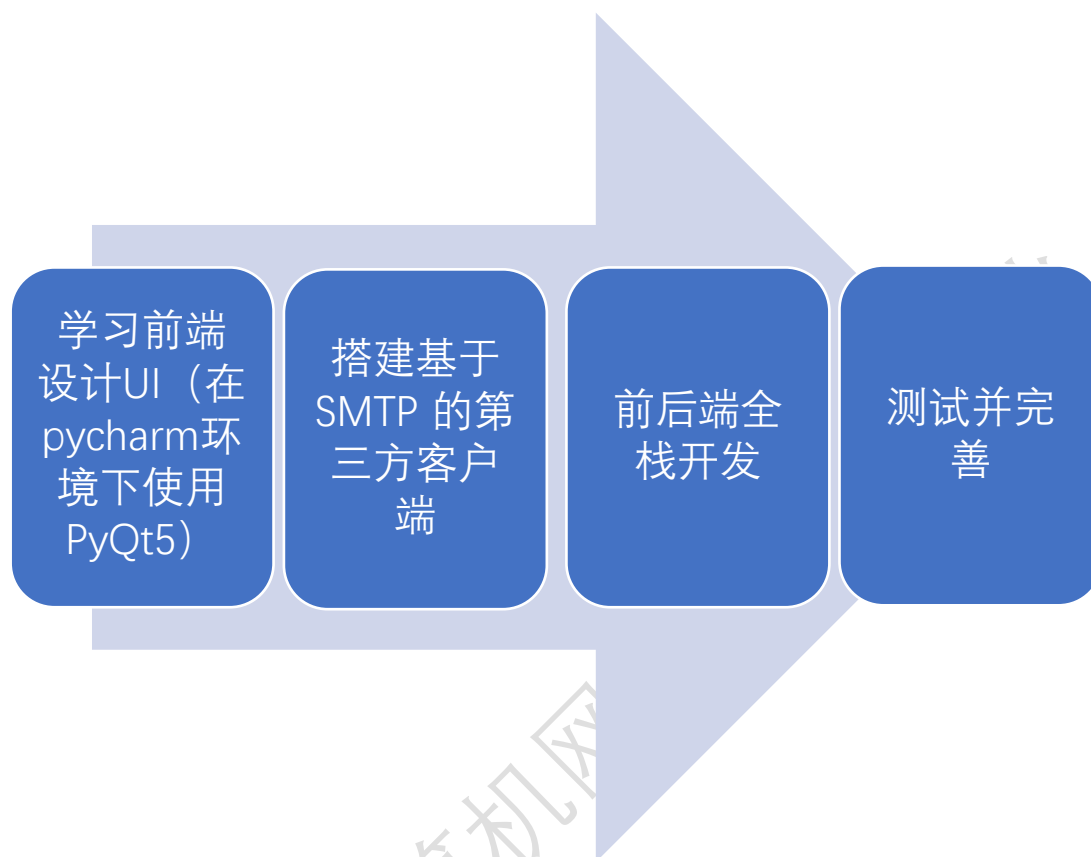 学习前端
设计UI（在
pycharm环
境下使用
PyQt5）
搭建基于
SMTP 的第
三方客户
端
前后端全
栈开发
测试并完
善
机网